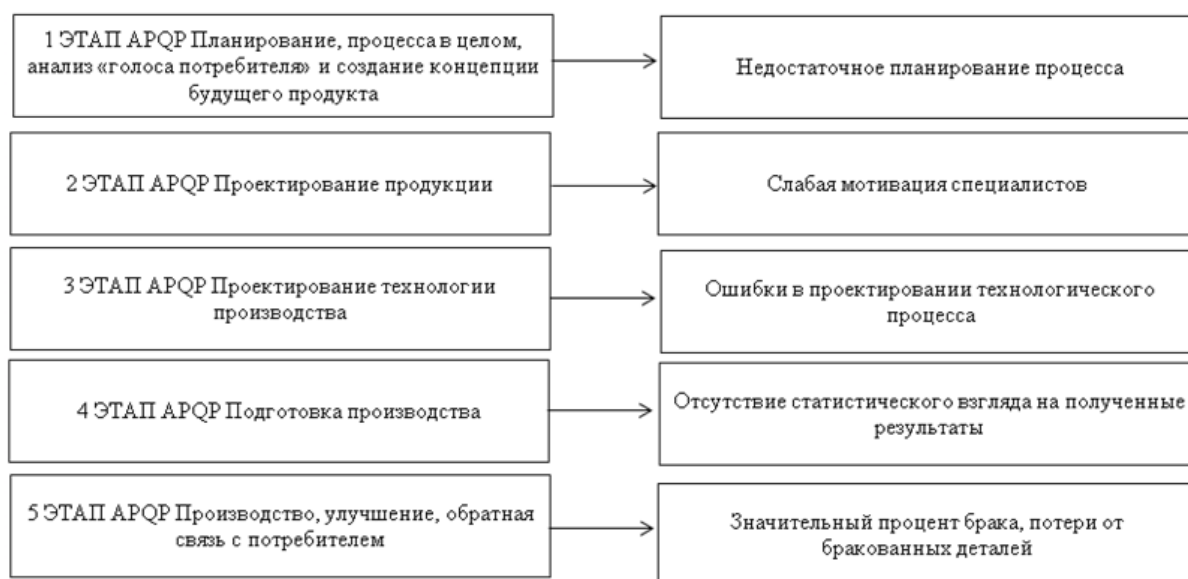 1 ЭТАП APQP Планирование, процесса в целом,
анализ «голоса потребителя» и создание концепции
будущего продукта
Недостаточное планирование процесса
2 ЭТАП APQP Проектирование продукции
Слабая мотивация специалистов
3 ЭТАП APQP Проектирование технологии
производства
Ошибки в проектировании технологического
процесса
4 ЭТАП APQP Подготовка производства
Отсутствие статистического взгляда на полученные
результаты
5 ЭТАП APQP Производство, улучшение, обратная
связь с потребителем
Значительный процент брака, потери от
бракованных деталей